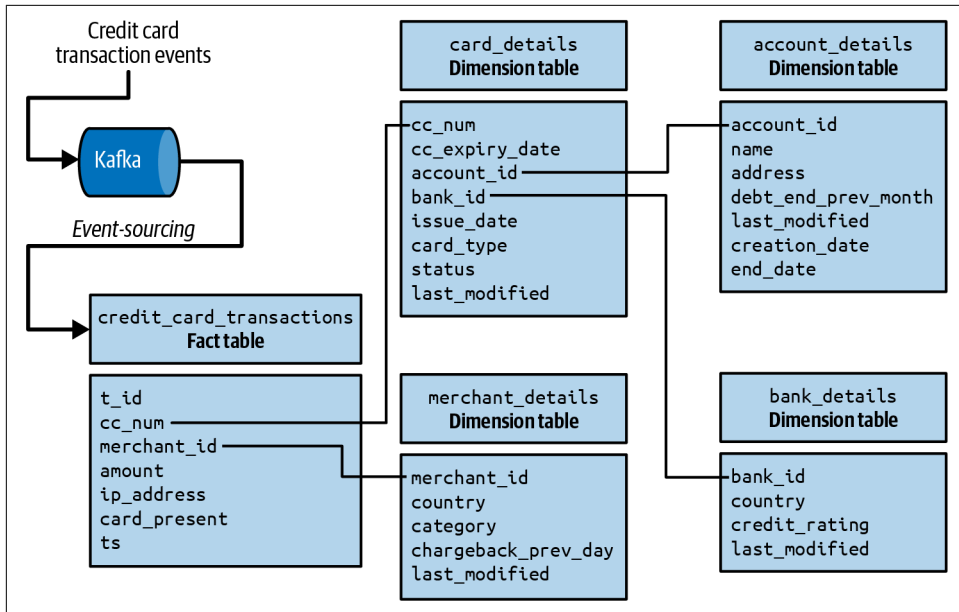 Credit card
transaction events
Kafka
Event-sourcing
credit_card_transactions
Fact table
t_id
cc_num
merchant_id
amount
ip_address
card_present
ts
card_details
Dimension table
cc_num
cc_expiry_date
account_id
bank_id
issue_date
card_type
status
last_modified
account_details
Dimension table
account_id
name
address
debt_end_prev_month
last_modified
creation_date
end_date
merchant_details
Dimension table
merchant_id
country
category
chargeback_prev_day
last_modified
bank_details
Dimension table
bank_id
country
credit_rating
last_modified